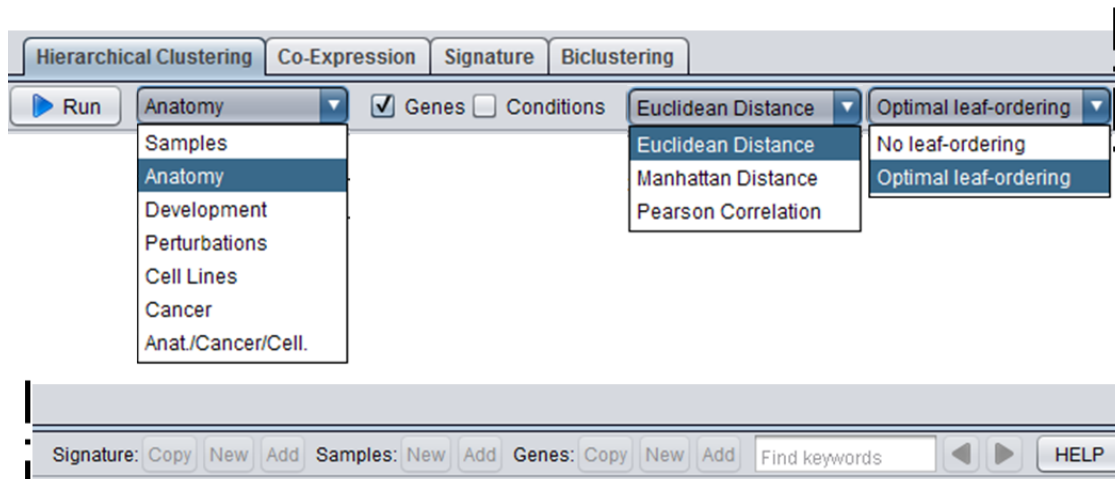 Hierarchical Clustering Co-Expression Signature Biclustering
Run Anatomy Genes Conditions Euclidean Distance Optimal leaf-ordering
Samples
Anatomy
Development
Perturbations
Cell Lines
Cancer
Anat./Cancer/Cell.
Euclidean Distance
Manhattan Distance
Pearson Correlation
No leaf-ordering
Optimal leaf-ordering
Signature: Copy New Add Samples: New Add Genes: Copy New Add Find keywords HELP